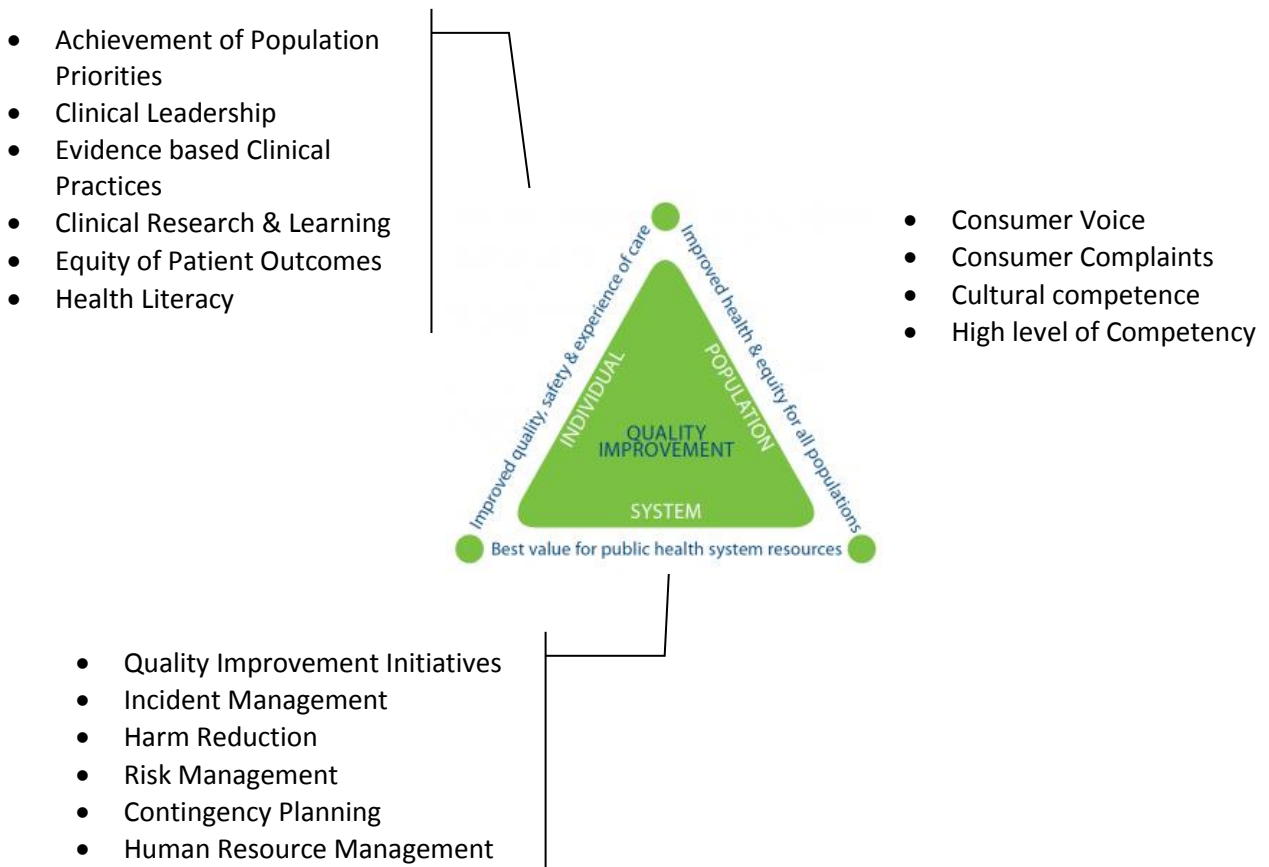 • Achievement of Population
Priorities
• Clinical Leadership
• Evidence based Clinical
Practices
• Clinical Research & Learning
• Equity of Patient Outcomes
• Health Literacy
• Consumer Voice
• Consumer Complaints
• Cultural competence
• High level of Competency
Improved quality, safety & experience of care
Improved health & equity for all populations
INDIVIDUAL
POPULATION
QUALITY
IMPROVEMENT
SYSTEM
Best value for public health system resources
• Quality Improvement Initiatives
• Incident Management
• Harm Reduction
• Risk Management
• Contingency Planning
• Human Resource Management